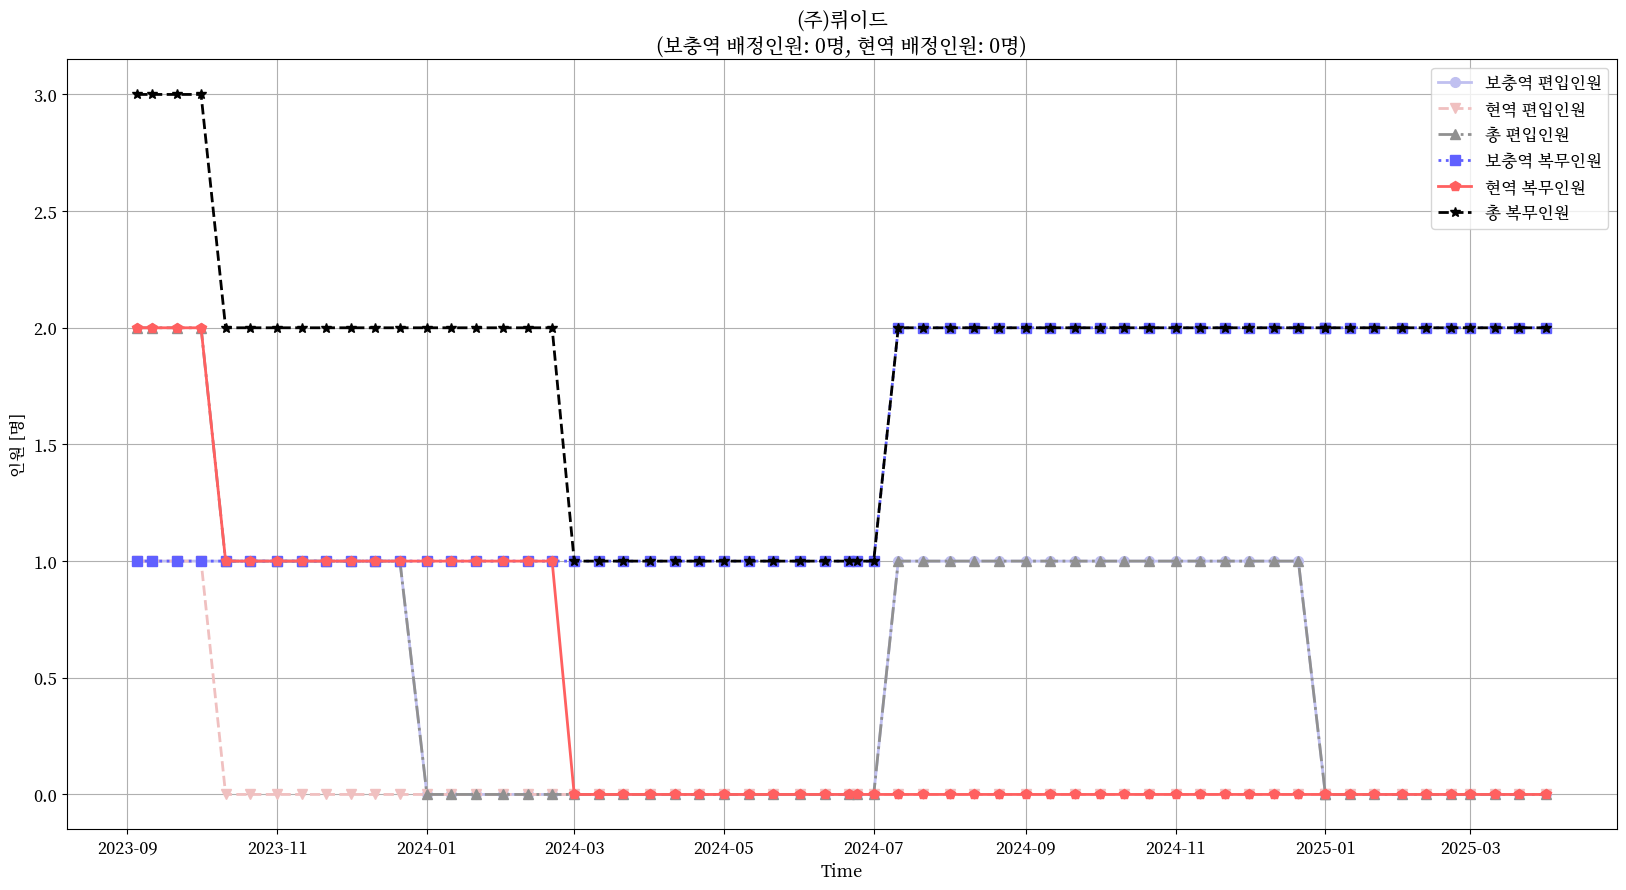 (주)뤼이드
(보충역 배정인원: 0명, 현역 배정인원: 0명)
보충역 편입인원
현역 편입인원
총 편입인원
보충역 복무인원
현역 복무인원
총 복무인원
인원 [명]
3.0
2.5
2.0
1.5
1.0
0.5
0.0
2023-09
2023-11
2024-01
2024-03
2024-05
2024-07
2024-09
2024-11
2025-01
2025-03
Time